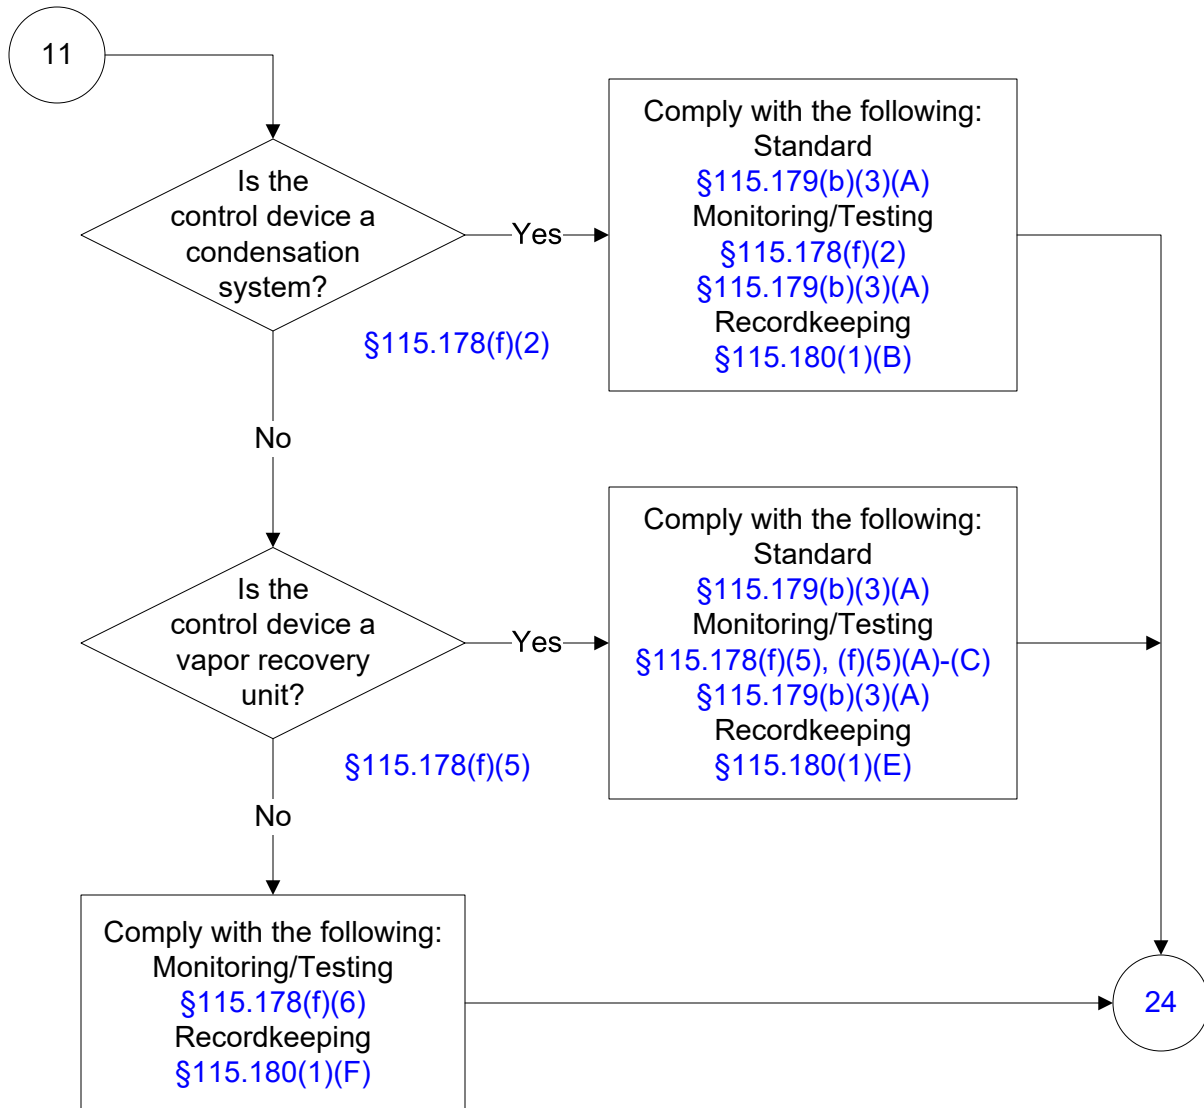 11
Is the
control device a
condensation
system?
Yes
§115.178(f)(2)
No
Comply with the following:
Standard
§115.179(b)(3)(A)
Monitoring/Testing
§115.178(f)(2)
§115.179(b)(3)(A)
Recordkeeping
§115.180(1)(B)
Is the
control device a
vapor recovery
unit?
Yes
§115.178(f)(5)
No
Comply with the following:
Standard
§115.179(b)(3)(A)
Monitoring/Testing
§115.178(f)(5), (f)(5)(A)-(C)
§115.179(b)(3)(A)
Recordkeeping
§115.180(1)(E)
Comply with the following:
Monitoring/Testing
§115.178(f)(6)
Recordkeeping
§115.180(1)(F)
24